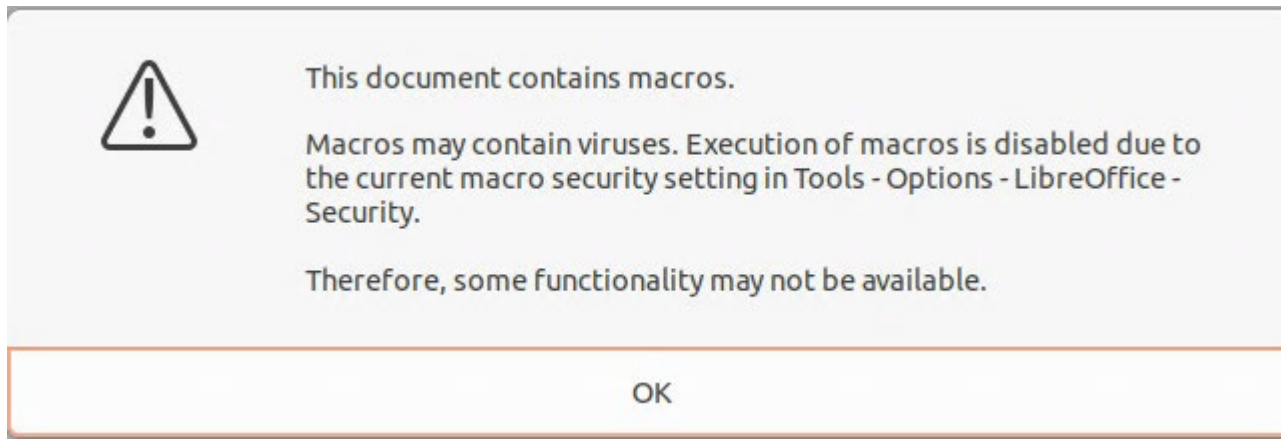 This document contains macros.
Macros may contain viruses. Execution of macros is disabled due to
the current macro security setting in Tools - Options - LibreOffice -
Security.
Therefore, some functionality may not be available.
OK